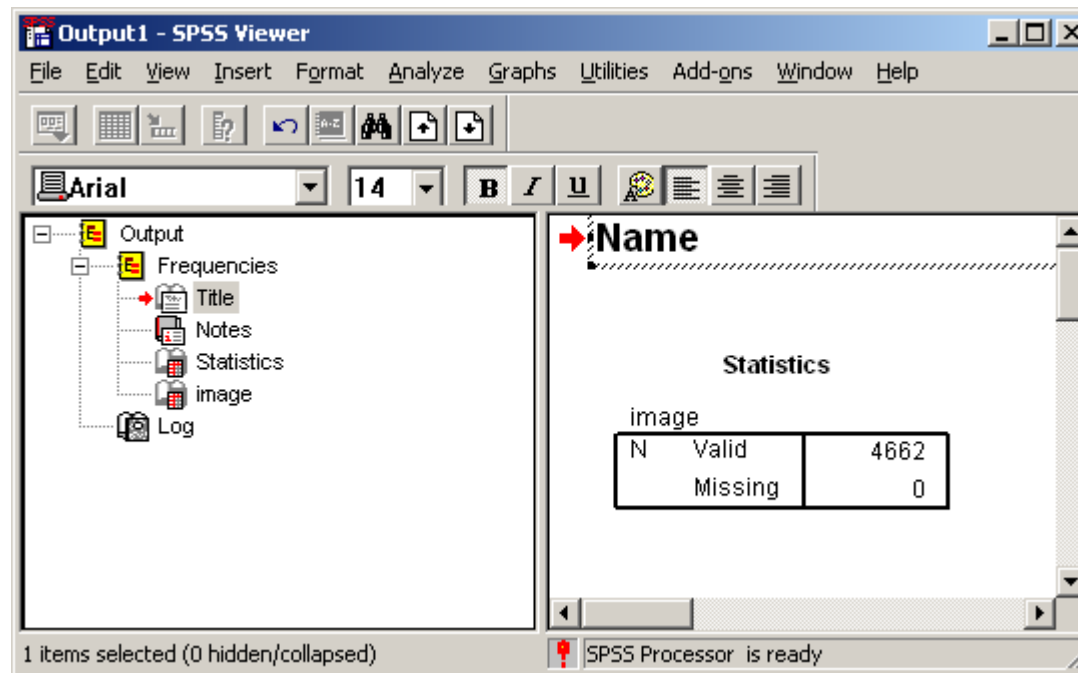 Output1 - SPSS Viewer
File Edit View Insert Format Analyze Graphs Utilities Add-ons Window Help
Arial 14 B I u
Output
Frequencies
Title
Notes
Statistics
image
Log
Name
Statistics
image
N Valid 4662
Missing 0
1 items selected (0 hidden/collapsed)
SPSS Processor is ready